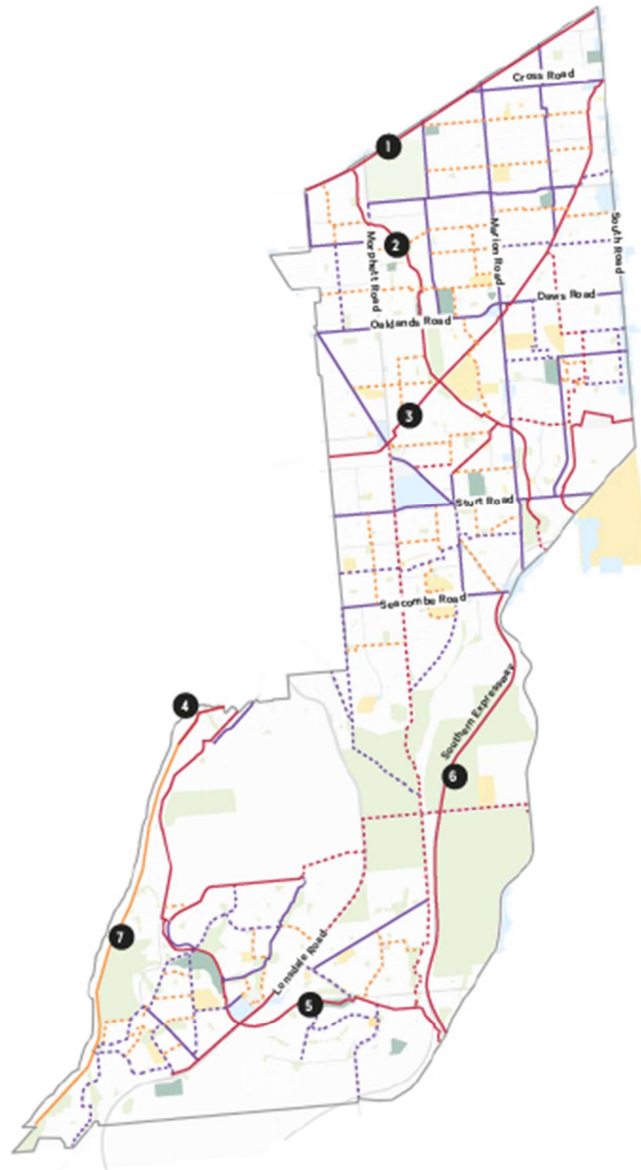 Cross Road
1
2
Morphett Road
Marion Road
South Road
Daws Road
Oaklands Road
3
Sturt Road
Seacombe Road
4
Southern Expressway
6
7
Lonsdale Road
5